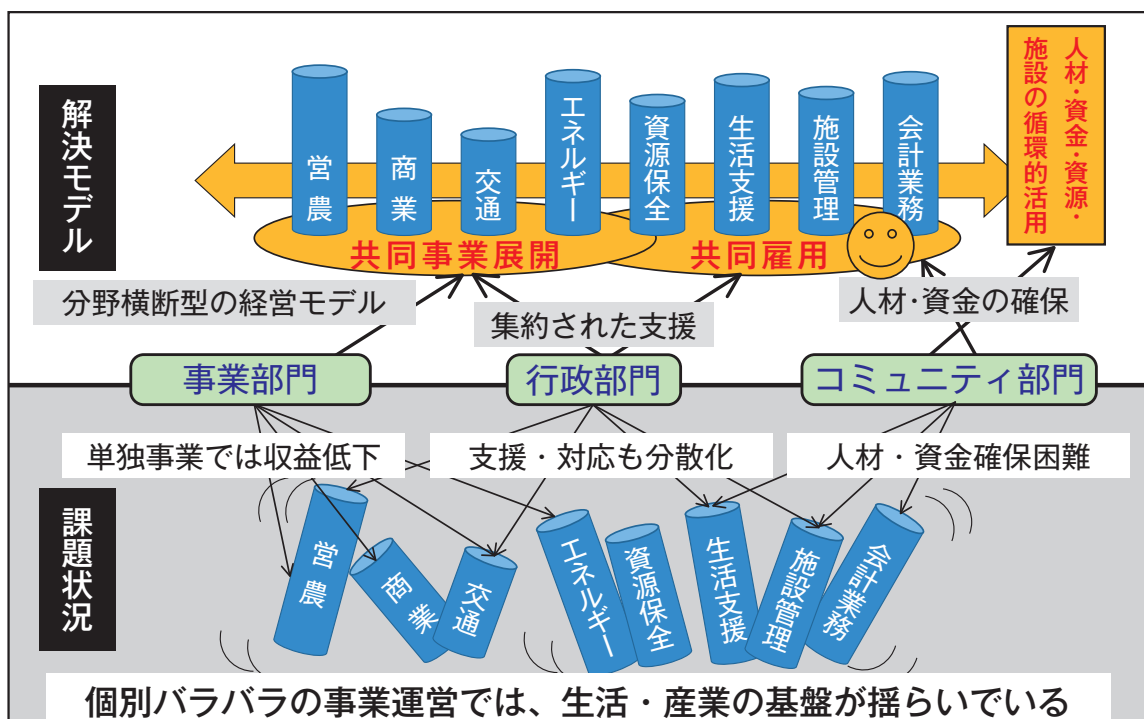 解決モデル
営農
商業
交通
エネルギー
資源保全
生活支援
施設管理
会計業務
人材・資金・資源・
施設の循環的活用
共同事業展開
共同雇用
分野横断型の経営モデル
集約された支援
人材・資金の確保
事業部門
行政部門
コミュニティ部門
単独事業では収益低下
支援・対応も分散化
人材・資金確保困難
課題状況
営農
商業
交通
エネルギー
資源保全
生活支援
施設管理
会計業務
個別バラバラの事業運営では、生活・産業の基盤が揺らいでいる